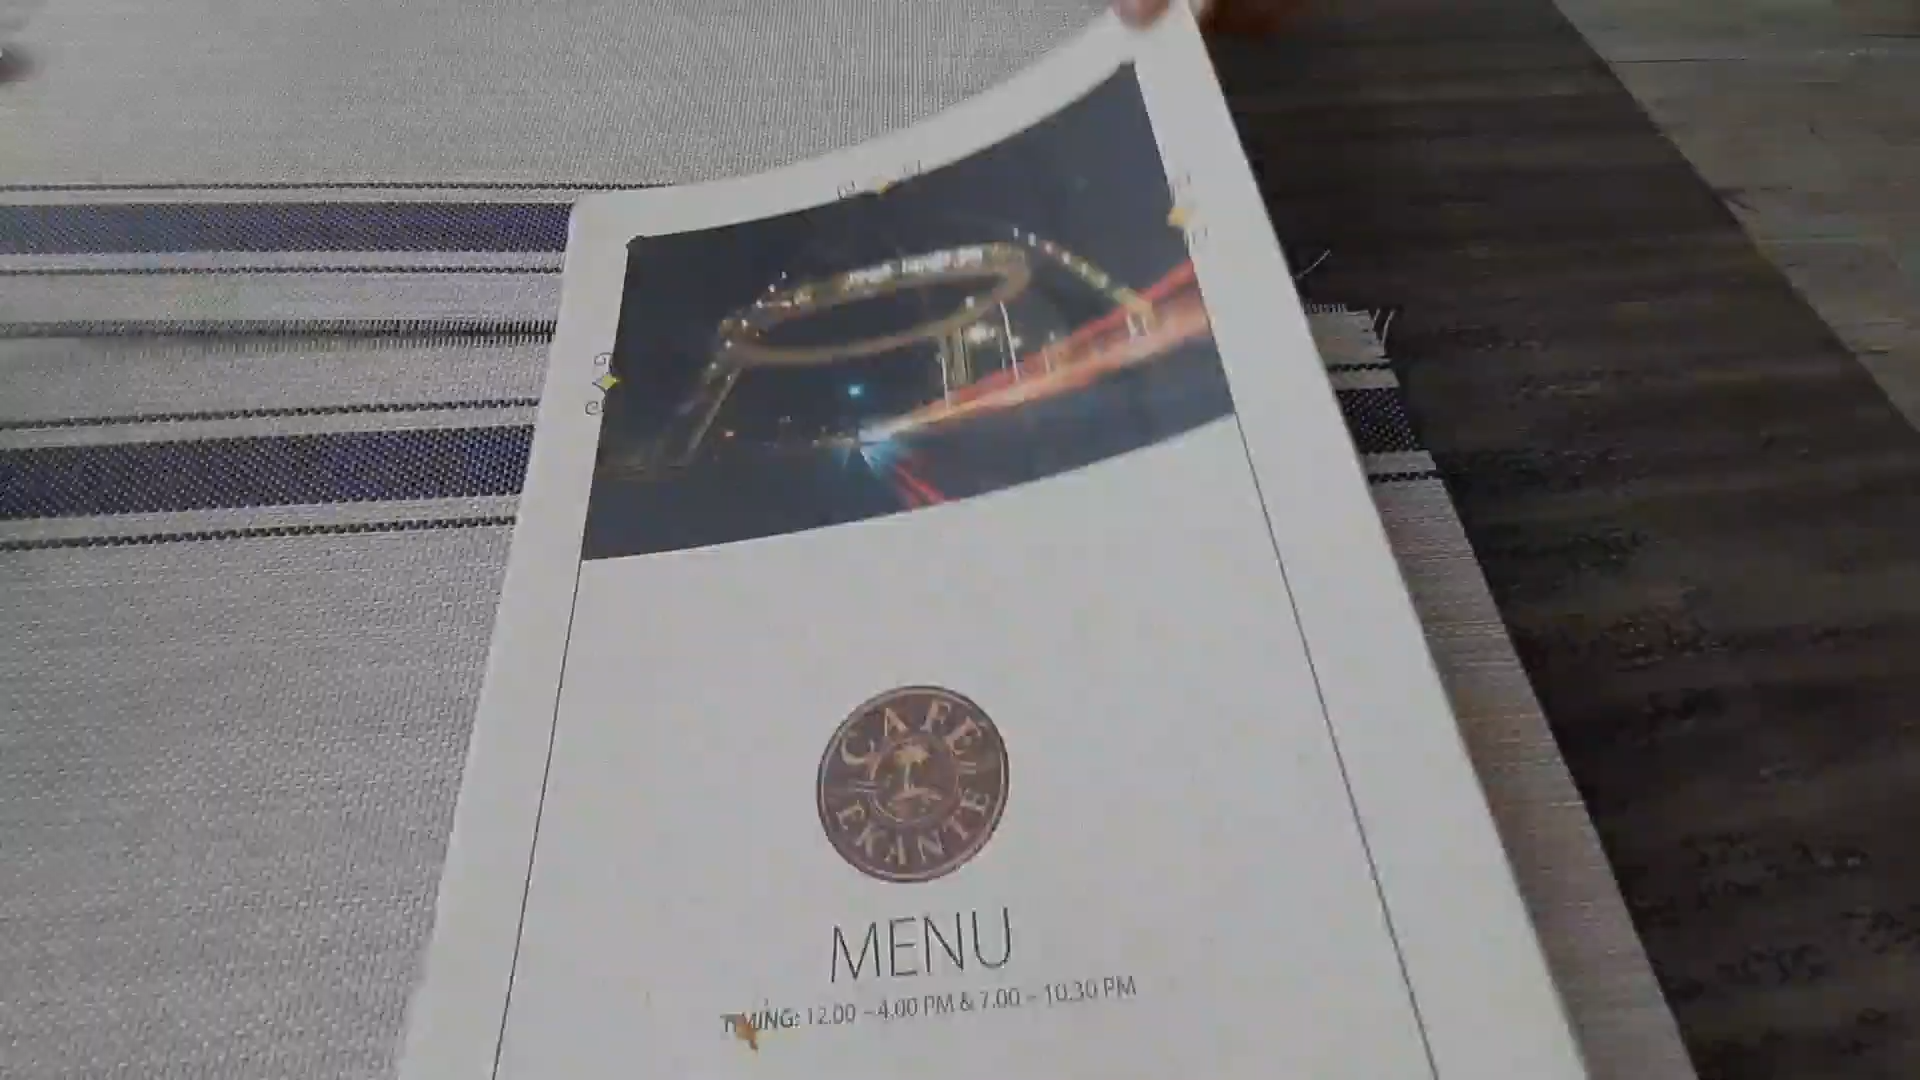 CAFE
EKANTE
MENU
TIMING: 12.00 – 4.00 PM & 7.00 – 10.30 PM